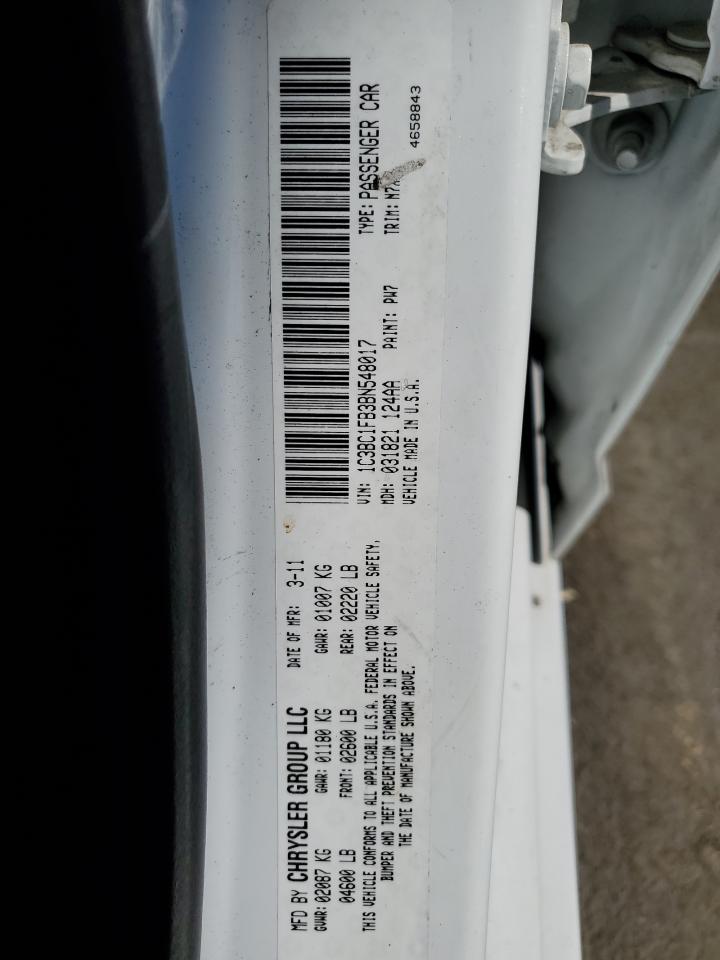 MFD BY CHRYSLER GROUP LLC
DATE OF MFR: 3-11
GVWR: 02087 KG
GAWR: 01180 KG
GAWR: 01007 KG
04600 LB
FRONT: 02600 LB
REAR: 02220 LB
THIS VEHICLE CONFORMS TO ALL APPLICABLE U.S.A. FEDERAL MOTOR VEHICLE SAFETY,
BUMPER AND THEFT PREVENTION STANDARDS IN EFFECT ON
THE DATE OF MANUFACTURE SHOWN ABOVE.
VIN: 1C3BC1FB3BN548017
TYPE: PASSENGER CAR
MDH: 031821 124AA
PAINT: PW7
TRIM:
VEHICLE MADE IN U.S.A.
4658843